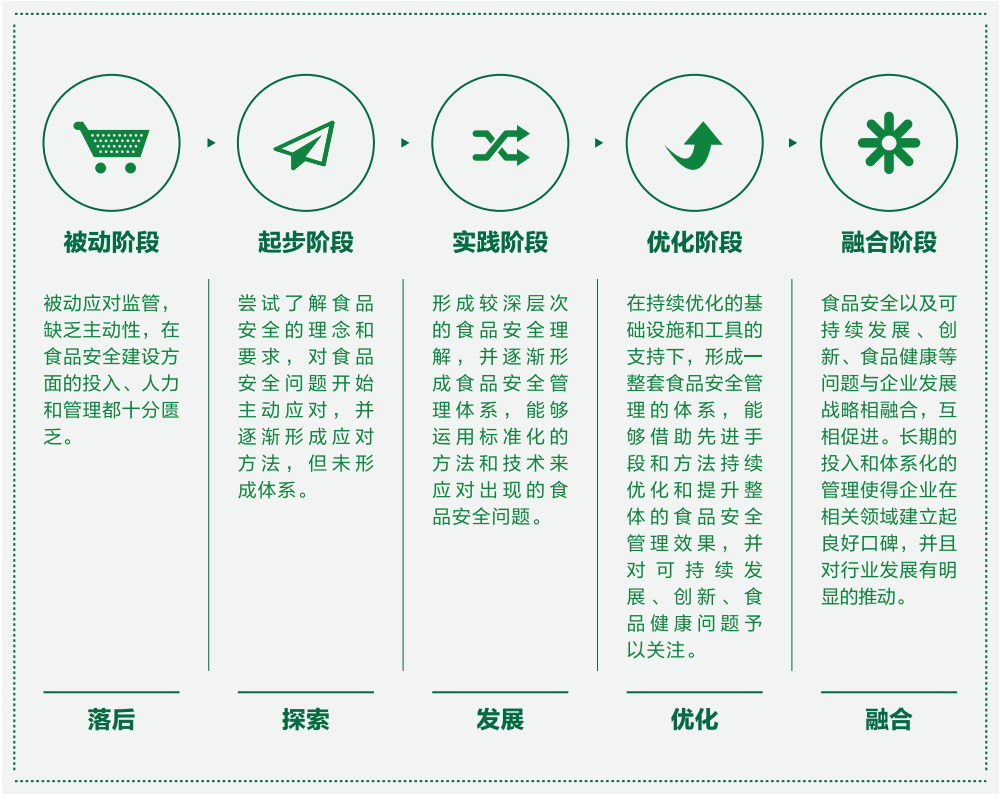 被动阶段
起步阶段
实践阶段
优化阶段
融合阶段
被动应对监管，
缺乏主动性，在
食品安全建设方
面的投入、人力
和管理都十分匮
乏。
尝试了解食品
安全的理念和
要求，对食品
安全问题开始
主动应对，并
逐渐形成应对
方法，但未形
成体系。
形成较深层次
的食品安全理
解，并逐渐形
成食品安全管
理体系，能够
运用标准化的
方法和技术来
应对出现的食
品安全问题。
在持续优化的基
础设施和工具的
支持下，形成一
整套食品安全管
理的体系，能
够借助先进手
段和方法持续
优化和提升整
体的食品安全
管理效果，并
对可持续发
展、创新、食
品健康问题予
以关注。
食品安全以及可
持续发展、创
新、食品健康等
问题与企业发展
战略相融合，互
相促进。长期的
投入和体系化的
管理使得企业在
相关领域建立起
良好口碑，并且
对行业发展有明
显的推动。
落后
探索
发展
优化
融合